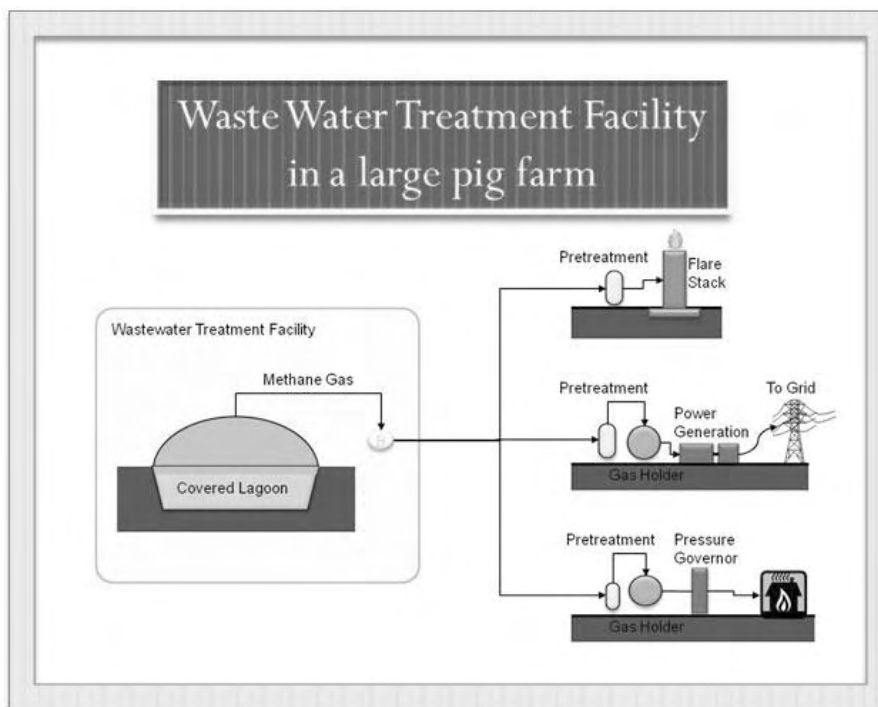 Waste Water Treatment Facility
in a large pig farm
Wastewater Treatment Facility
Methane Gas
Covered Lagoon
Pretreatment
Flare
Stack
Pretreatment
Power
Generation
To Grid
Gas Holder
Pretreatment
Pressure
Governor
Gas Holder